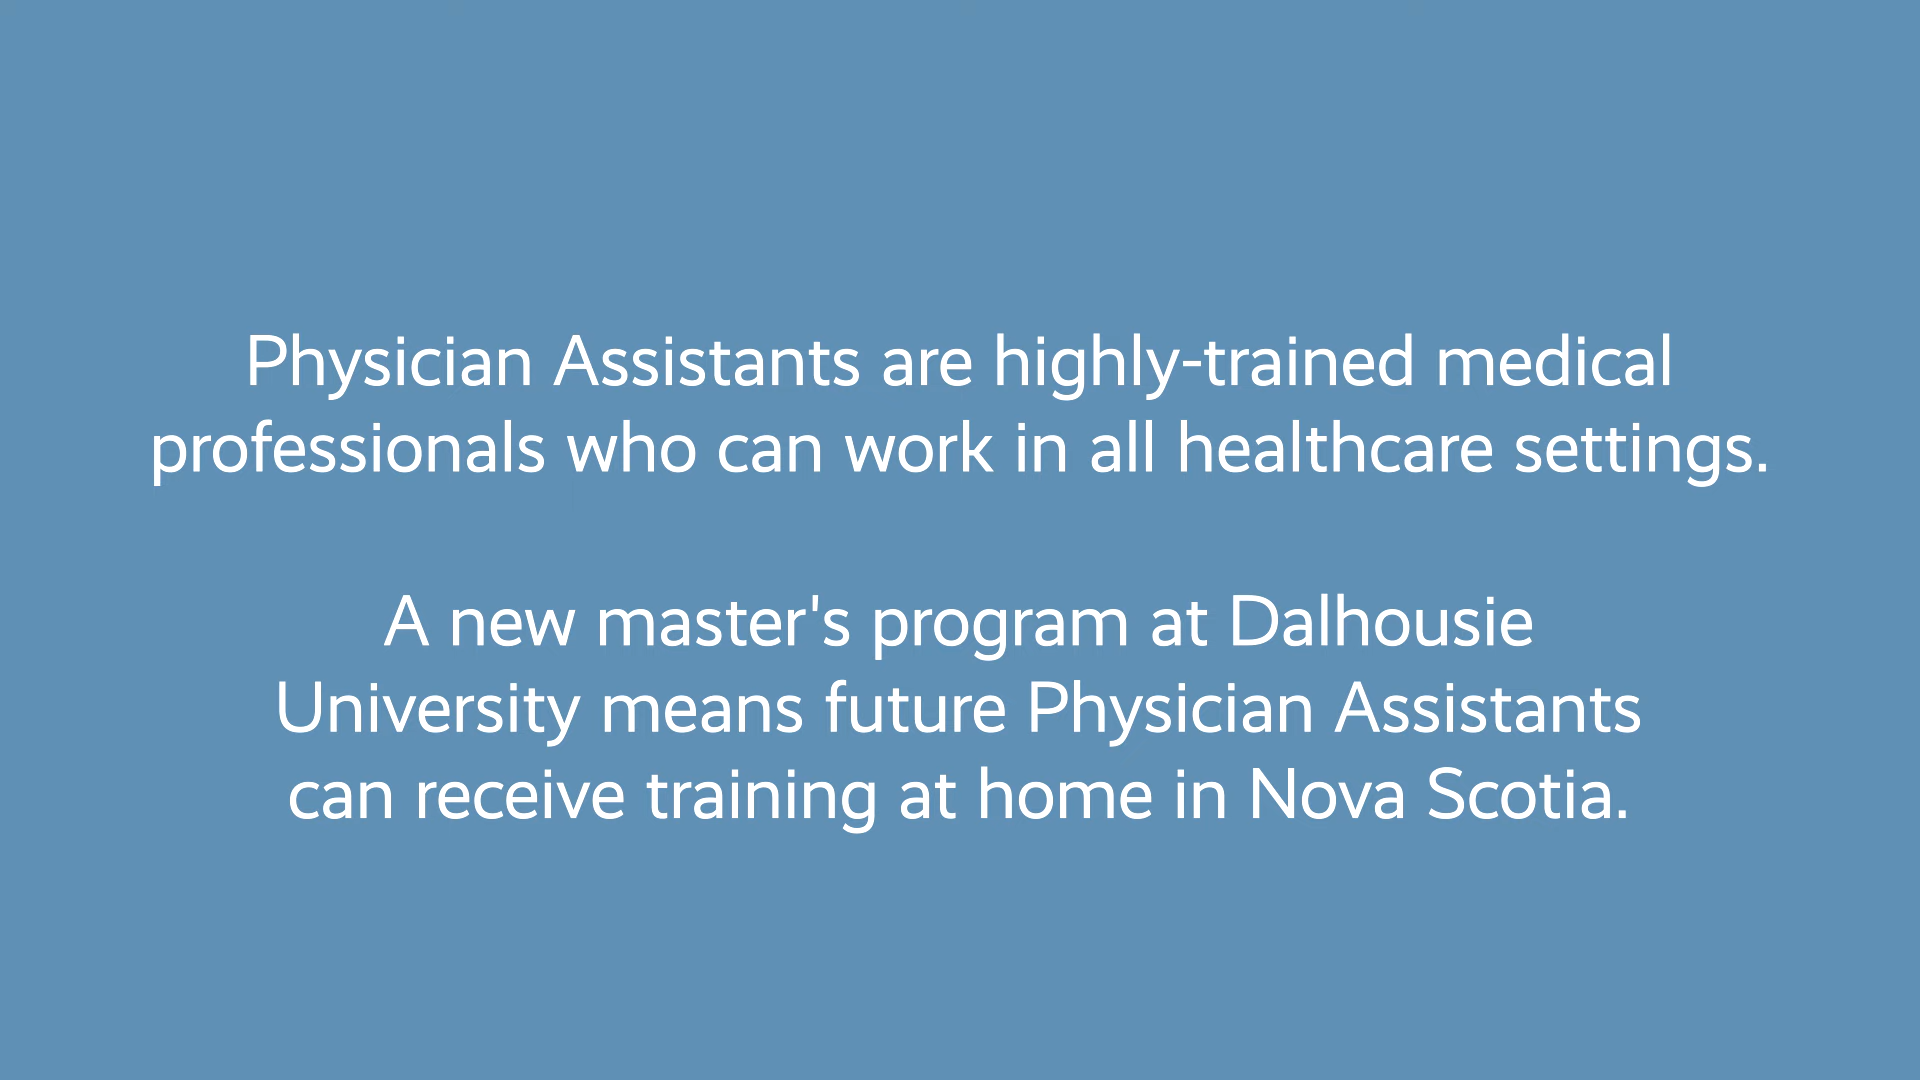 Physician Assistants are highly-trained medical
professionals who can work in all healthcare settings.
A new master's program at Dalhousie
University means future Physician Assistants
can receive training at home in Nova Scotia.